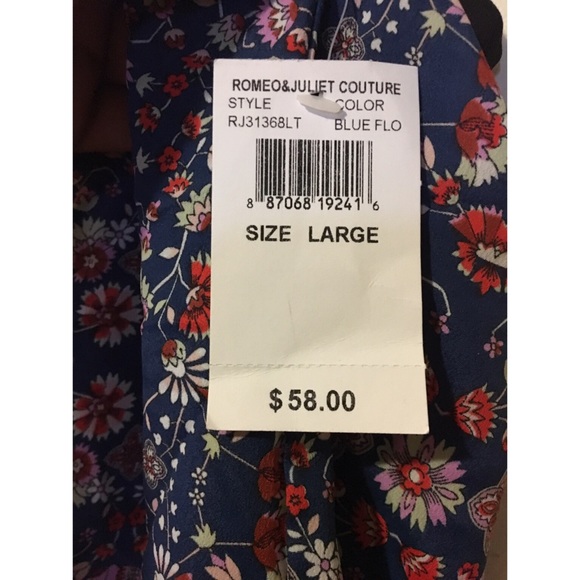 ROMEO&JULIET COUTURE
STYLE COLOR
RJ31368LT BLUE FLO
8 87068 19241 6
SIZE LARGE
$58.00